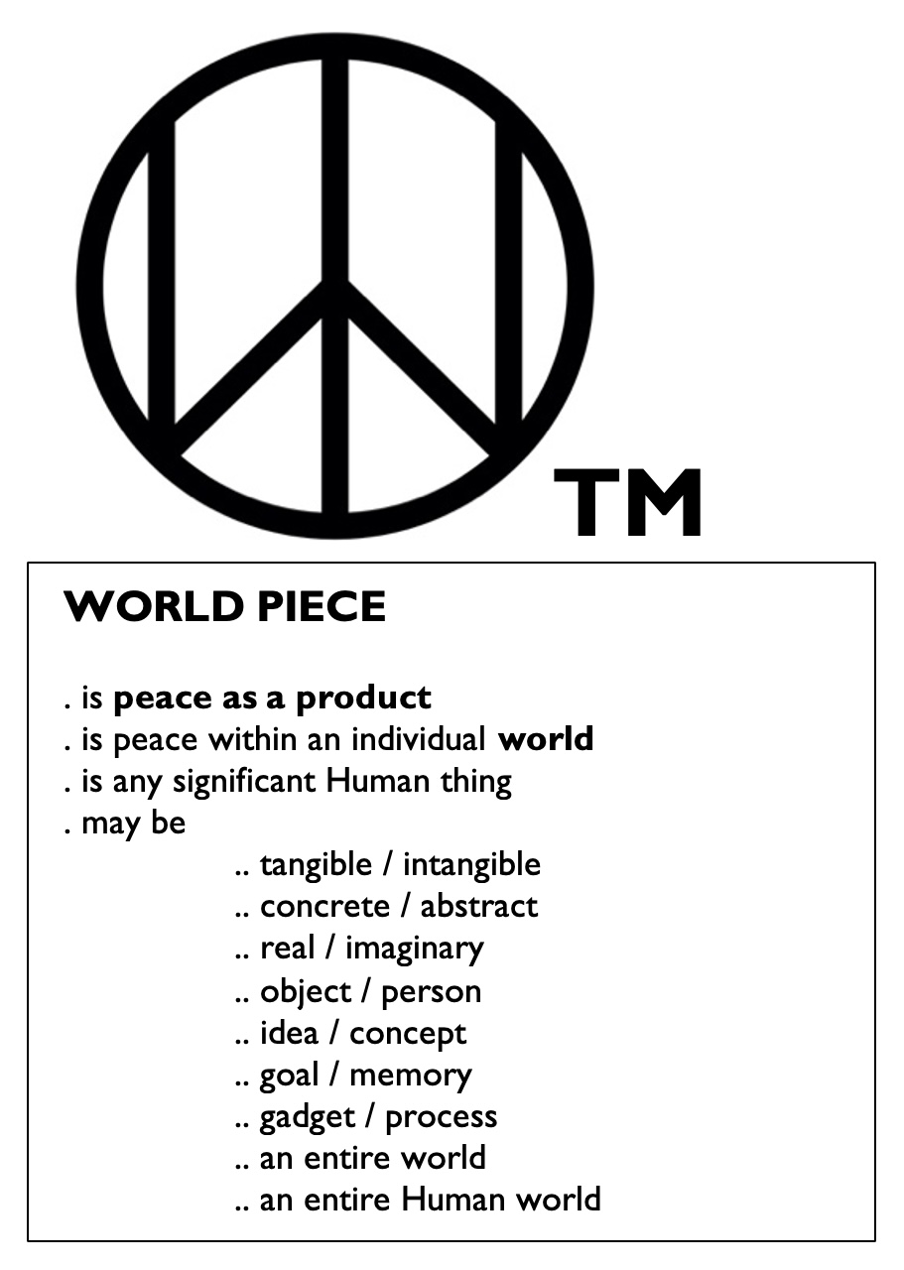 TM
WORLD PIECE
. is peace as a product
. is peace within an individual world
. is any significant Human thing
. may be
.. tangible / intangible
.. concrete / abstract
.. real / imaginary
.. object / person
.. idea / concept
.. goal / memory
.. gadget / process
.. an entire world
.. an entire Human world